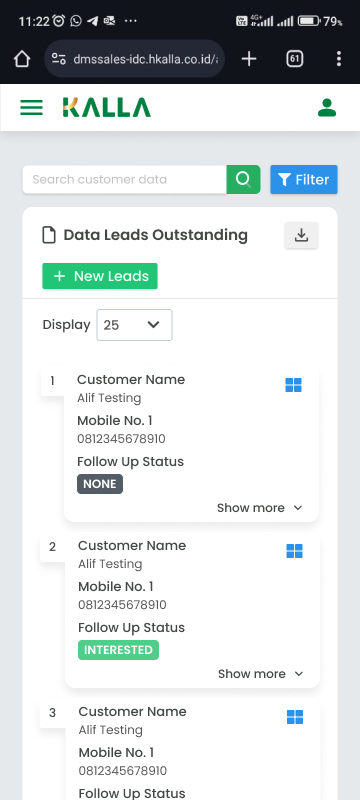 11:22
4G+
79%
dmssales-idc.hkalla.co.id/
61
KALLA
Search customer data
Filter
Data Leads Outstanding
+ New Leads
Display 25
1
Customer Name
Alif Testing
Mobile No. 1
0812345678910
Follow Up Status
NONE
Show more
2
Customer Name
Alif Testing
Mobile No. 1
0812345678910
Follow Up Status
INTERESTED
Show more
3
Customer Name
Alif Testing
Mobile No. 1
0812345678910
Follow Up Status